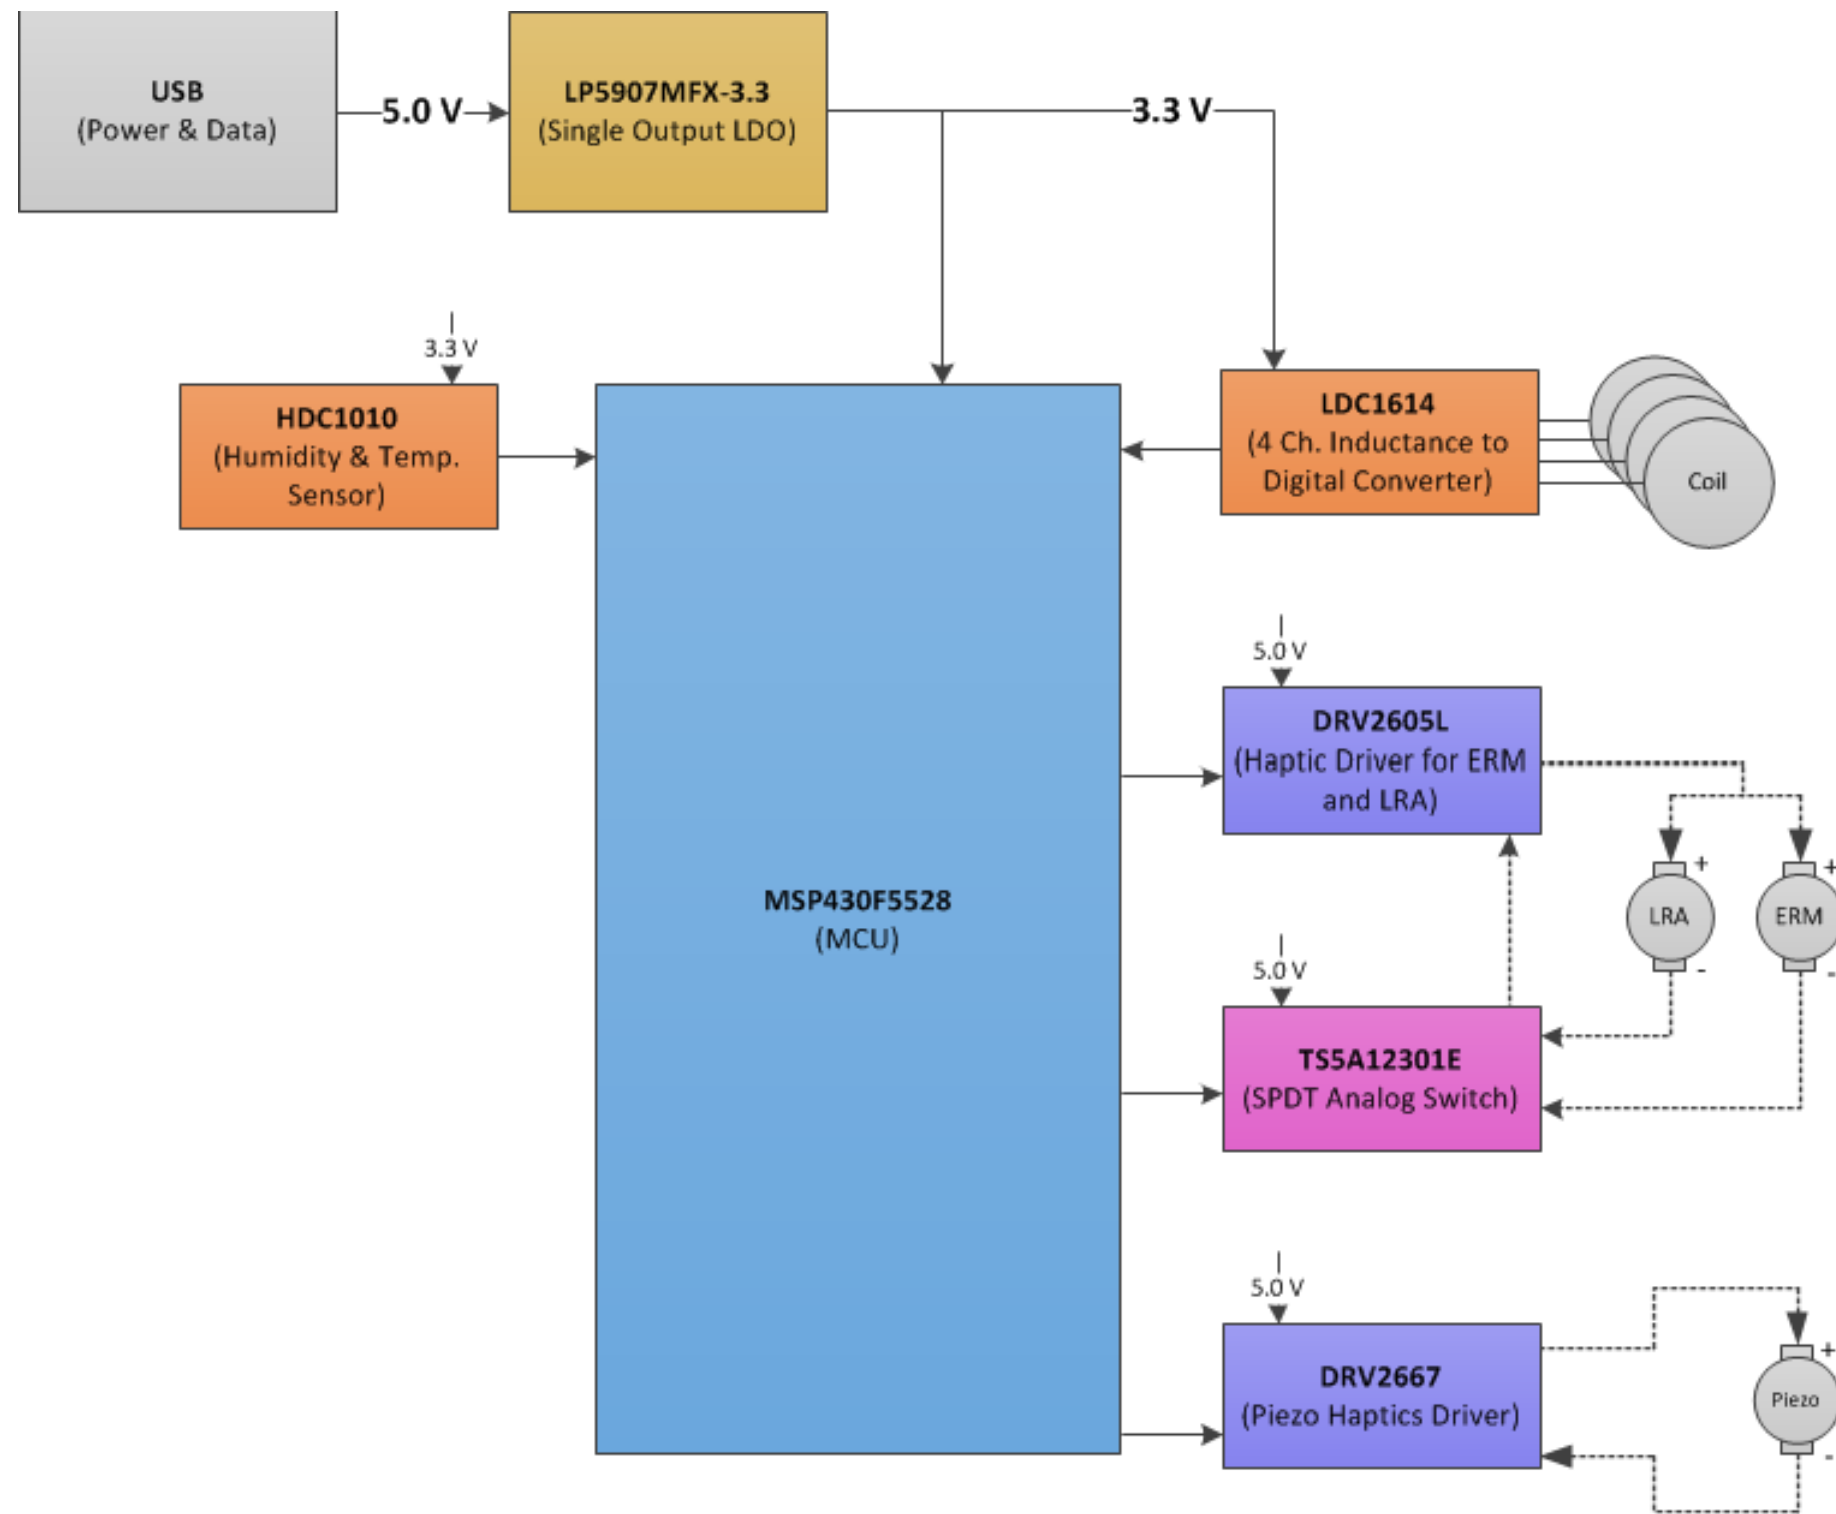 USB
(Power & Data)
5.0 V
LP5907MFX-3.3
(Single Output LDO)
3.3 V
3.3 V
HDC1010
(Humidity & Temp.
Sensor)
LDC1614
(4 Ch. Inductance to
Digital Converter)
Coil
5.0 V
DRV2605L
(Haptic Driver for ERM
and LRA)
+
+
LRA
ERM
-
-
MSP430F5528
(MCU)
5.0 V
TS5A12301E
(SPDT Analog Switch)
5.0 V
DRV2667
(Piezo Haptics Driver)
+
Piezo
-